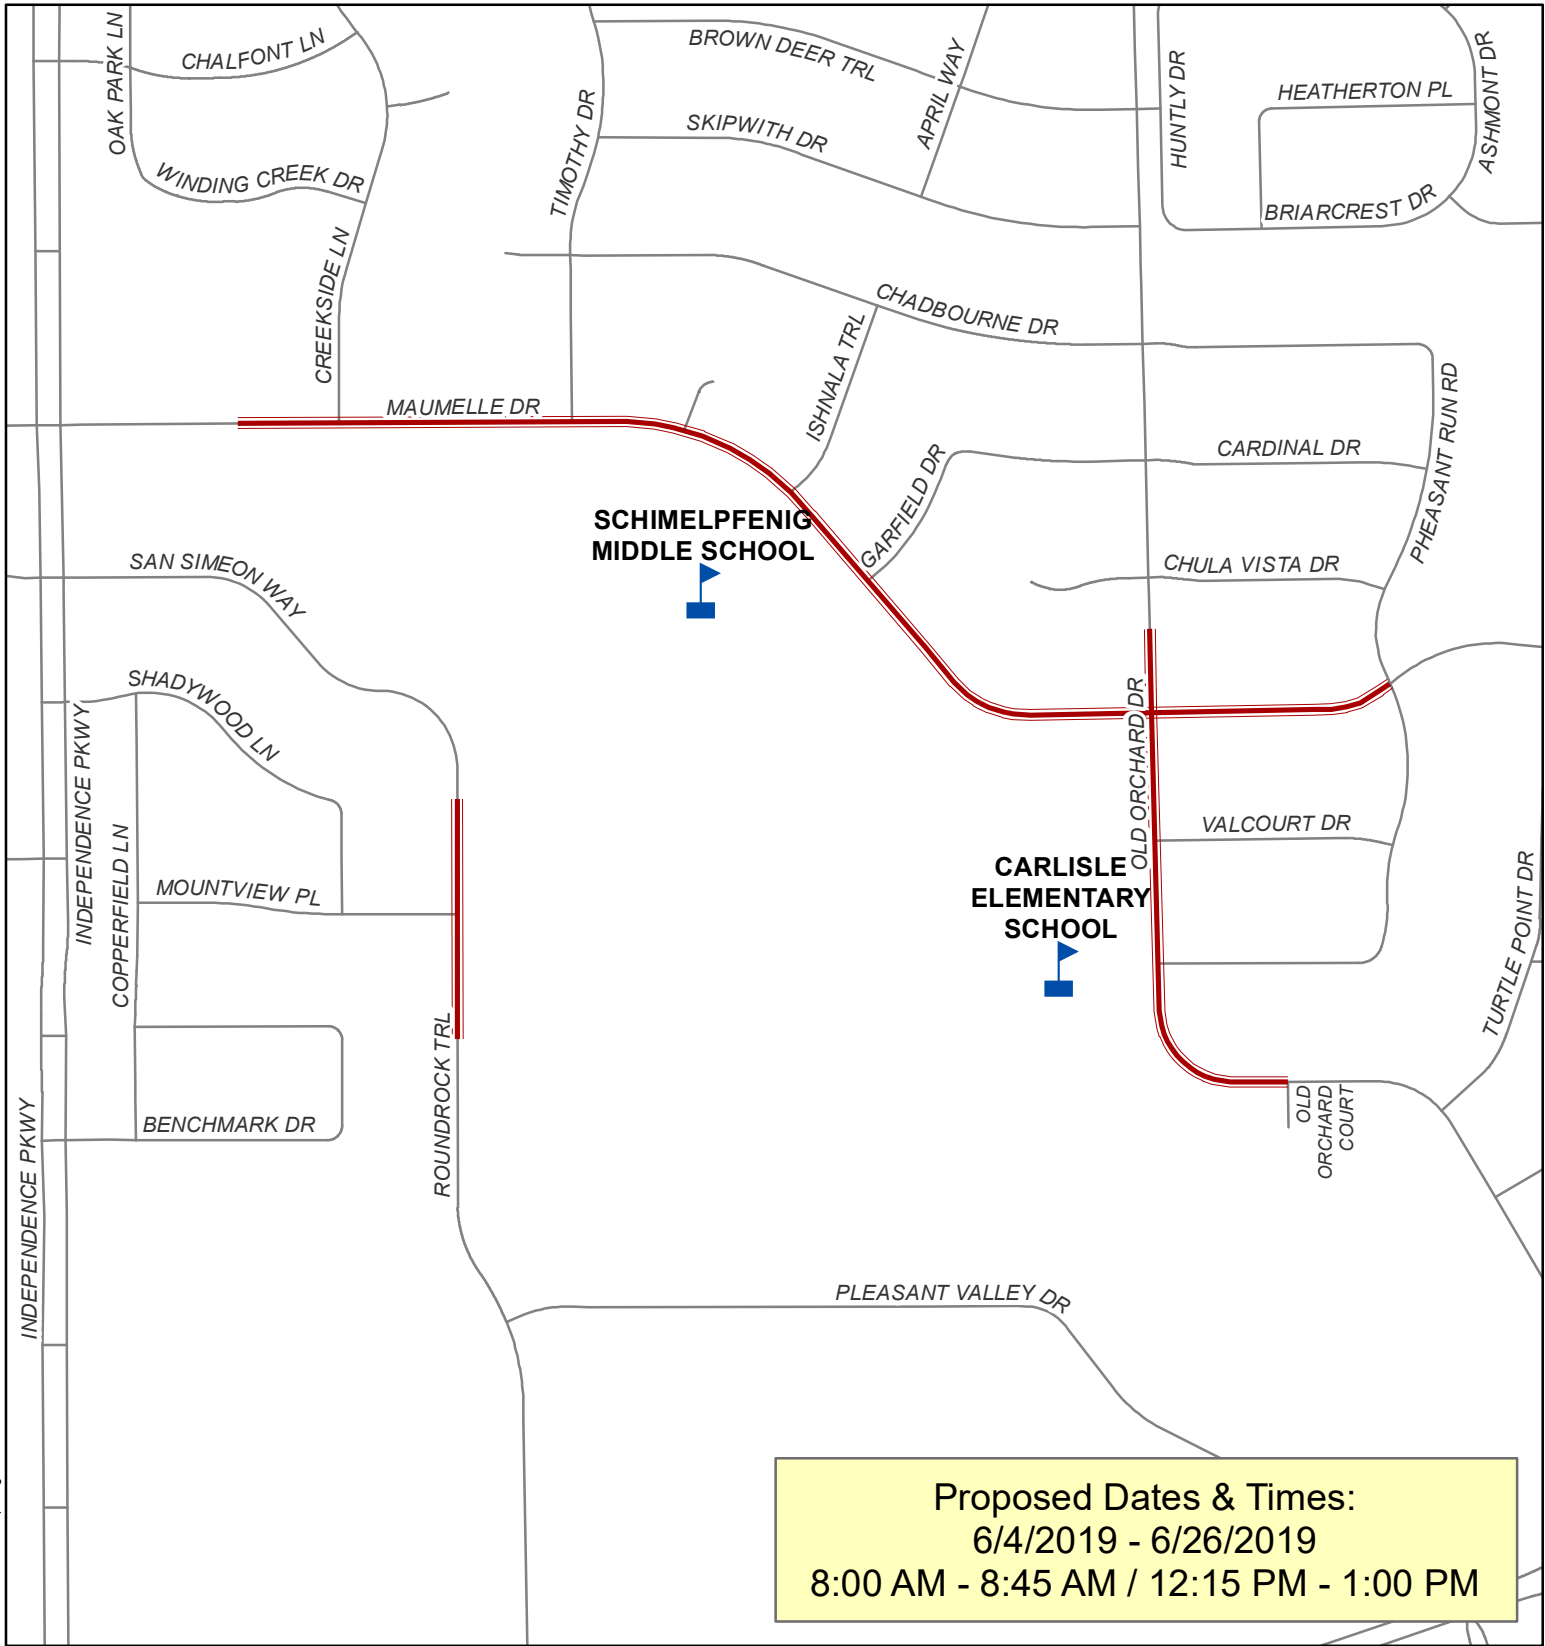 OAK PARK LN
CHALFONT LN
BROWN DEER TRL
APRIL WAY
HUNTLY DR
HEATHERTON PL
ASHMONT DR
WINDING CREEK DR
TIMOTHY DR
SKIPWITH DR
BRIARCREST DR
CREEKSIDE LN
CHADBOURNE DR
ISHNALA TRL
MAUMELLE DR
PHEASANT RUN RD
GARFIELD DR
CARDINAL DR
SCHIMELPFENIG
MIDDLE SCHOOL
SAN SIMEON WAY
CHULA VISTA DR
SHADYWOOD LN
INDEPENDENCE PKWY
OLD ORCHARD DR
COPPERFIELD LN
VALCOURT DR
MOUNTVIEW PL
CARLISLE
ELEMENTARY
SCHOOL
TURTLE POINT DR
ROUNDROCK TRL
BENCHMARK DR
INDEPENDENCE PKWY
OLD
ORCHARD
COURT
PLEASANT VALLEY DR
Proposed Dates & Times:
6/4/2019 - 6/26/2019
8:00 AM - 8:45 AM / 12:15 PM - 1:00 PM